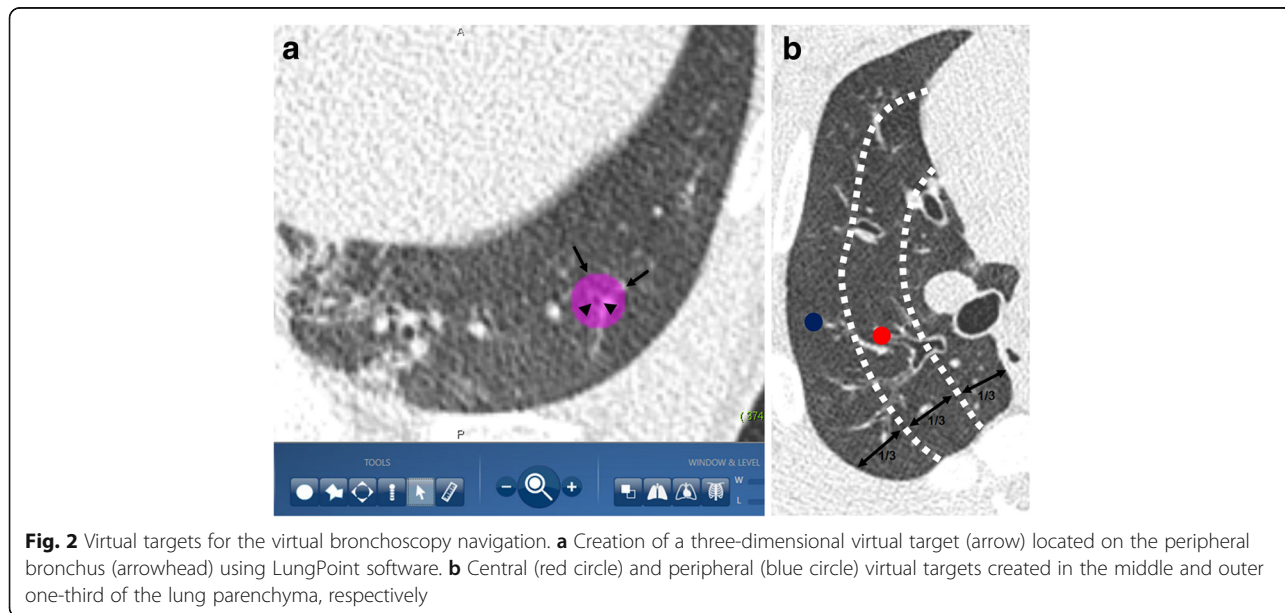 a
A
P
( 374
TOOLS
WINDOW & LEVEL
W
L
b
1/3
1/3
1/3
Fig. 2 Virtual targets for the virtual bronchoscopy navigation. a Creation of a three-dimensional virtual target (arrow) located on the peripheral
bronchus (arrowhead) using LungPoint software. b Central (red circle) and peripheral (blue circle) virtual targets created in the middle and outer
one-third of the lung parenchyma, respectively